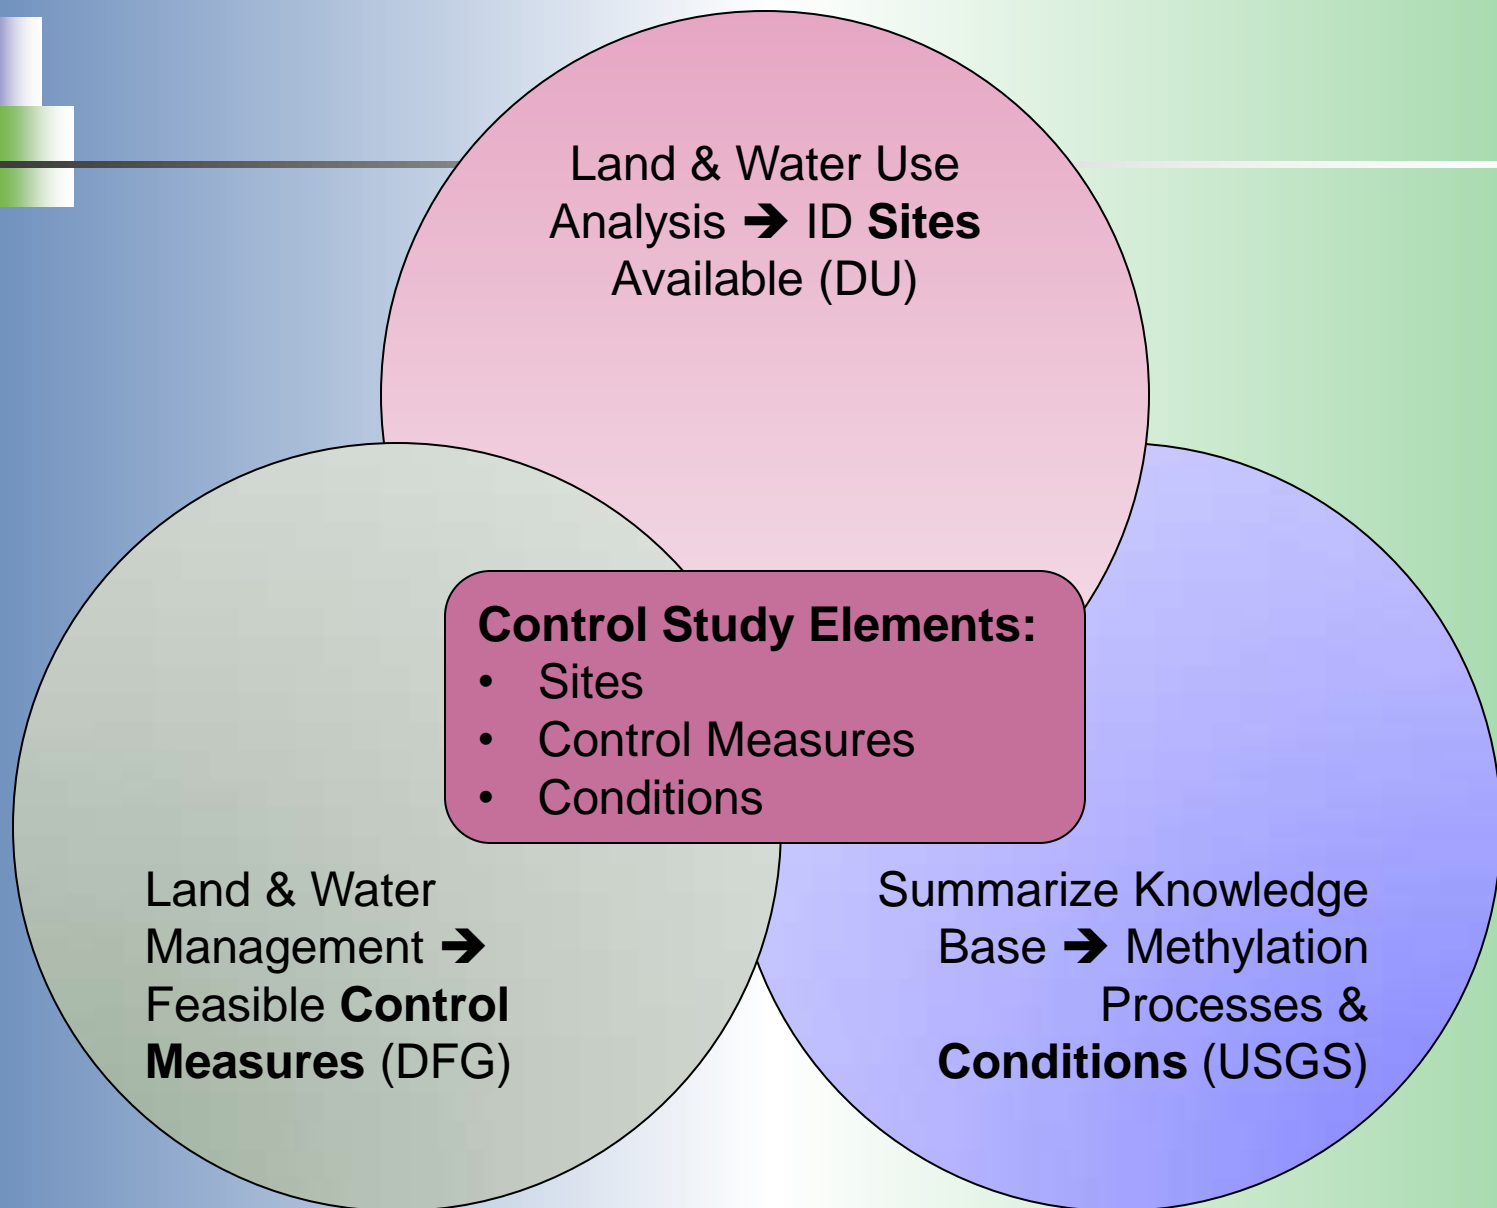 Land & Water Use
Analysis ➔ ID Sites
Available (DU)
Control Study Elements:
• Sites
• Control Measures
• Conditions
Land & Water
Management ➔
Feasible Control
Measures (DFG)
Summarize Knowledge
Base ➔ Methylation
Processes &
Conditions (USGS)